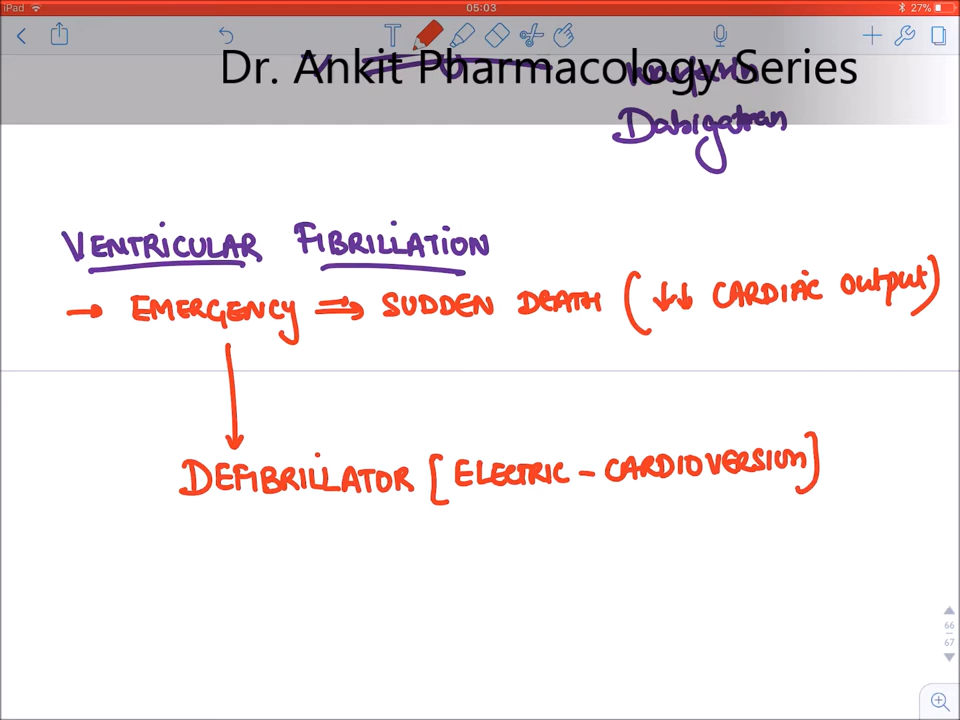 iPad 05:03 27%
T
Dr. Ankit Pharmacology Series
Dabigatran
VENTRICULAR FIBRILLATION
→ EMERGENCY ⇒ SUDDEN DEATH (↓↓ CARDIAC output)
↓
DEFIBRILLATOR [ELECTRIC - CARDIOVERSION]
66
67